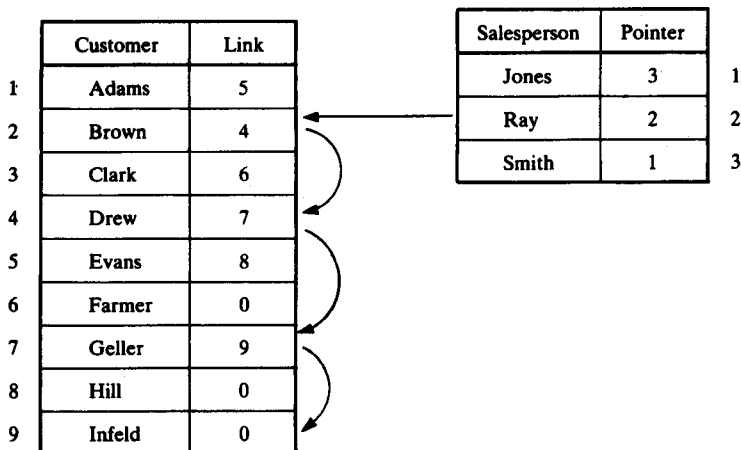 Customer Link
1 Adams 5
2 Brown 4
3 Clark 6
4 Drew 7
5 Evans 8
6 Farmer 0
7 Geller 9
8 Hill 0
9 Infeld 0
Salesperson Pointer
Jones 3 1
Ray 2 2
Smith 1 3